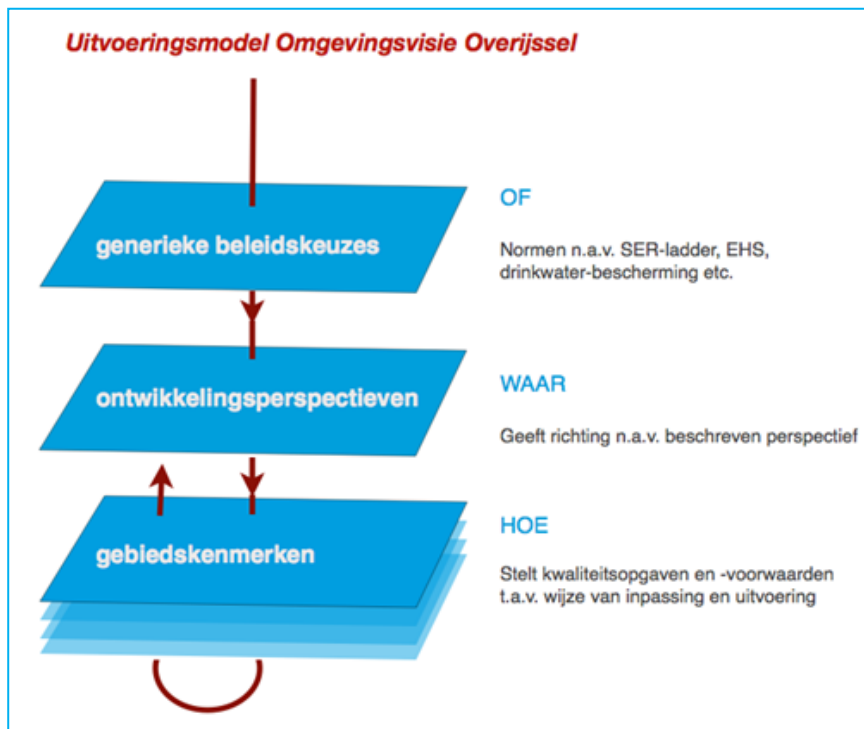 Uitvoeringsmodel Omgevingsvisie Overijssel
generieke beleidskeuzes
OF
Normen n.a.v. SER-ladder, EHS,
drinkwater-bescherming etc.
ontwikkelingsperspectieven
WAAR
Geeft richting n.a.v. beschreven perspectief
gebiedskenmerken
HOE
Stelt kwaliteitsopgaven en -voorwaarden
t.a.v. wijze van inpassing en uitvoering